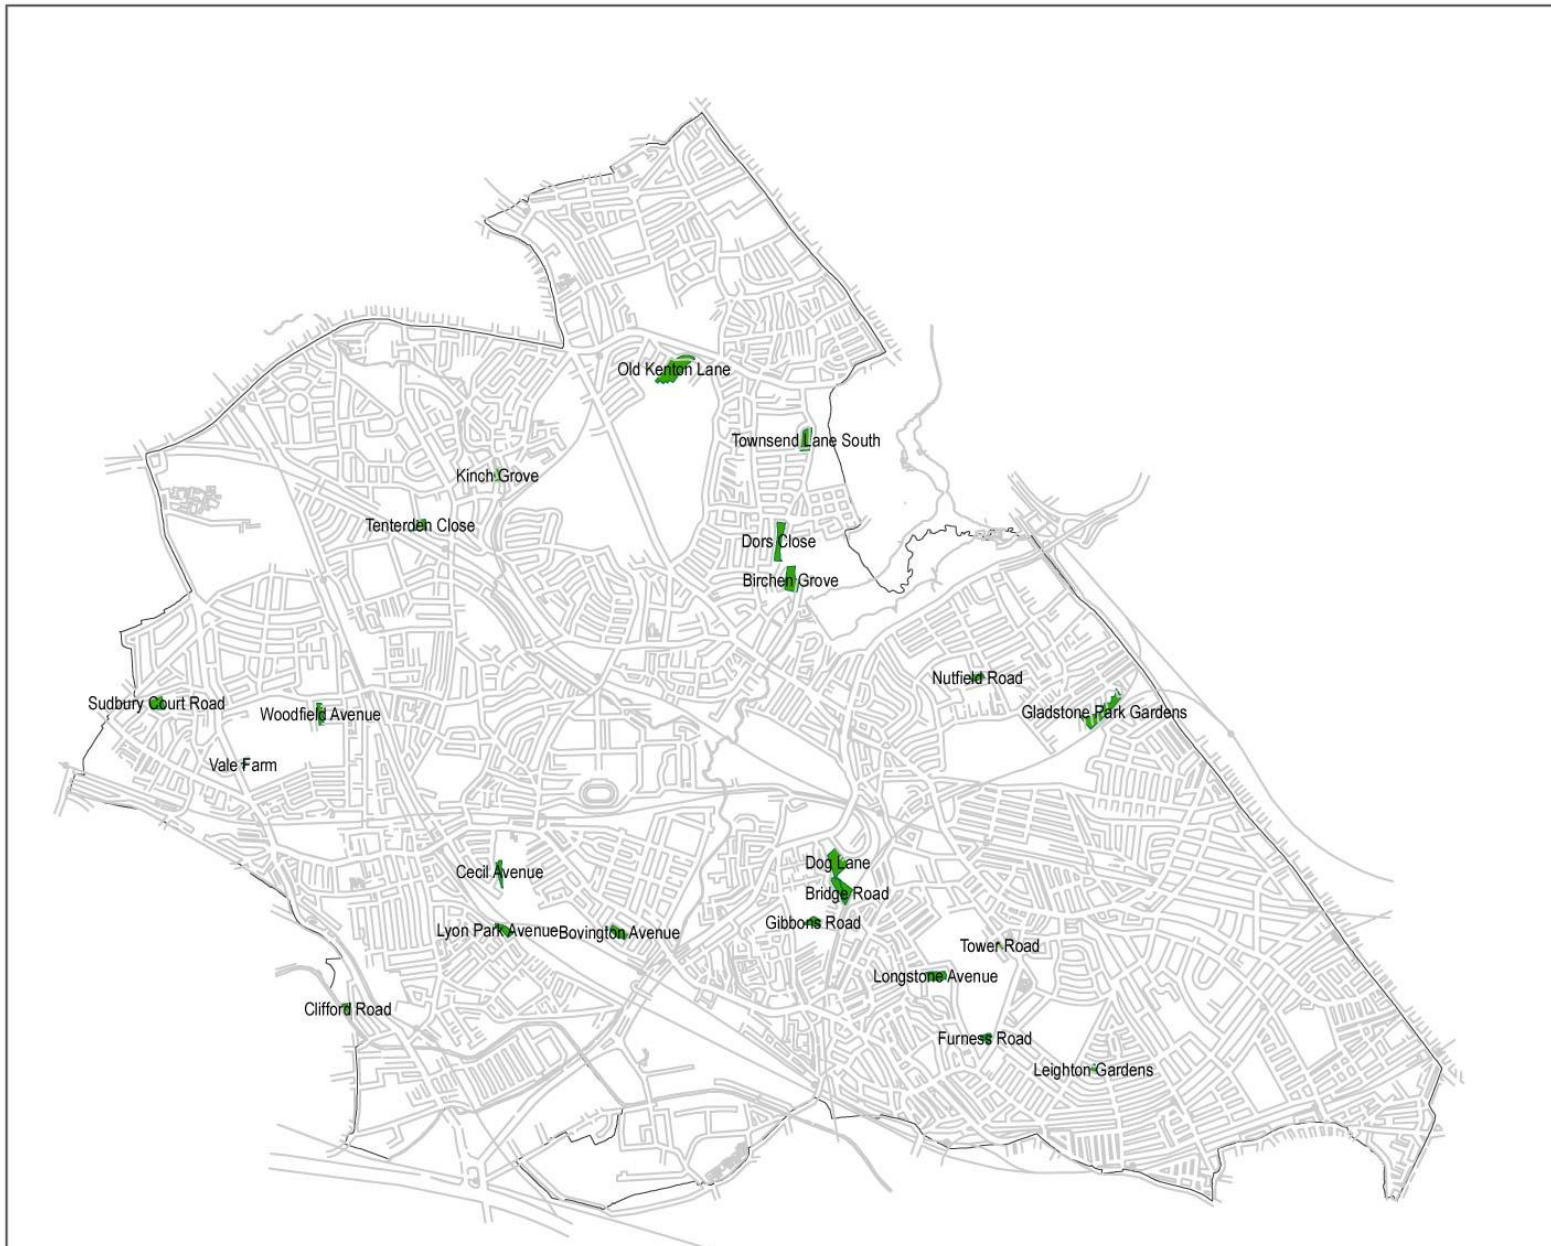 Old Kenton Lane
Townsend Lane South
Kinch Grove
Tenterden Close
Dors Close
Birchen Grove
Nutfield Road
Sudbury Court Road
Woodfield Avenue
Gladstone Park Gardens
Vale Farm
Dog Lane
Cecil Avenue
Bridge Road
Gibbons Road
Lyon Park Avenue
Bovington Avenue
Tower Road
Longstone Avenue
Clifford Road
Furness Road
Leighton Gardens